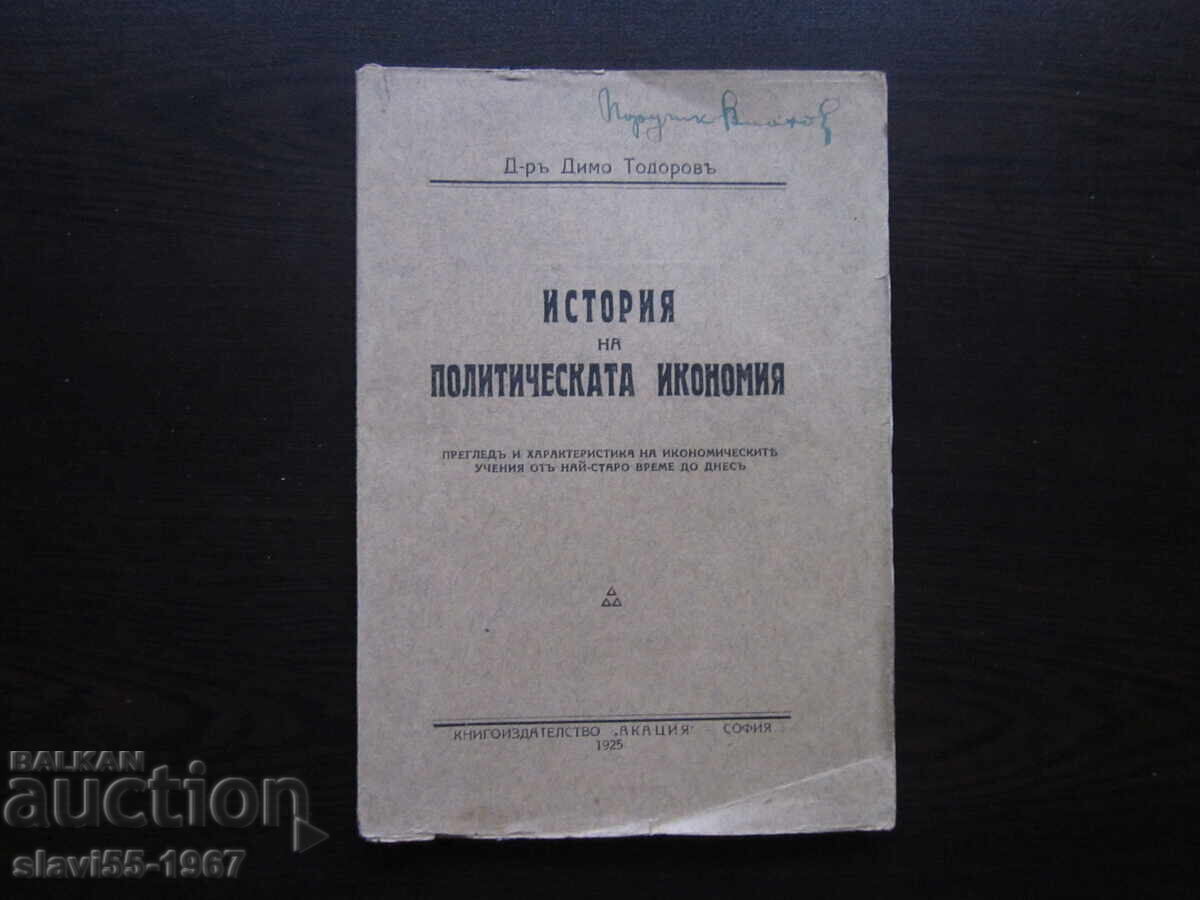 Поручик
Д-ръ Димо Тодоровъ
ИСТОРИЯ
НА
ПОЛИТИЧЕСКАТА ИКОНОМИЯ
ПРЕГЛЕДЪ И ХАРАКТЕРИСТИКА НА ИКОНОМИЧЕСКИТѢ
УЧЕНИЯ ОТЪ НАЙ-СТАРО ВРЕМЕ ДО ДНЕСЪ
КНИГОИЗДАТЕЛСТВО „АКАЦИЯ" - СОФИЯ
1925
BALKAN
auction
slavi55-1967